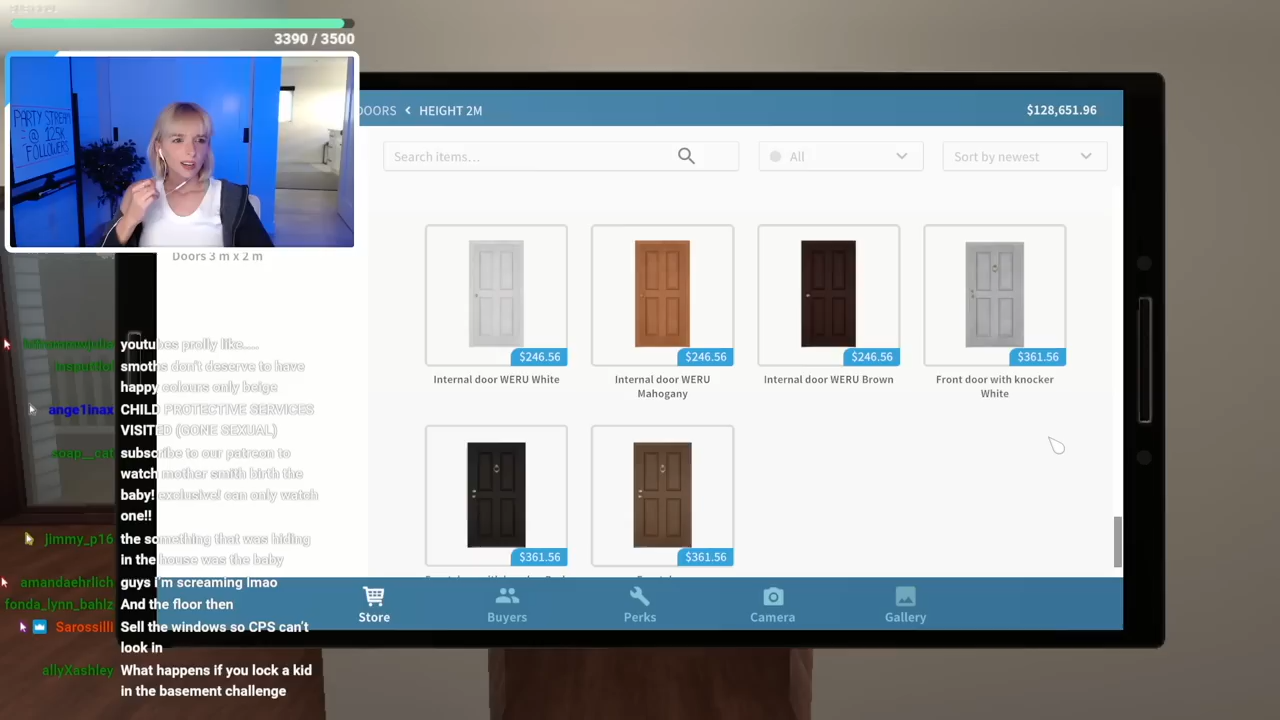 3390 / 3500
PARTY STREAM
@ 125K
FOLLOWERS
DOORS < HEIGHT 2M
$128,651.96
Search items...
All
Sort by newest
Doors 3 m x 2 m
$246.56
$246.56
$246.56
$361.56
Internal door WERU White
Internal door WERU
Mahogany
Internal door WERU Brown
Front door with knocker
White
$361.56
$361.56
youtubes prolly like....
smoths don't deserve to have
happy colours only beige
ange1inax CHILD PROTECTIVE SERVICES
VISITED (GONE SEXUAL)
soap__cat subscribe to our patreon to
watch mother smith birth the
baby! exclusive! can only watch
one!!
jimmy_p16 the something that was hiding
in the house was the baby
amandaehrlich guys i'm screaming lmao
fonda_lynn_bahlz And the floor then
Sarossilli Sell the windows so CPS can't
look in
allyXashley What happens if you lock a kid
in the basement challenge
Store
Buyers
Perks
Camera
Gallery